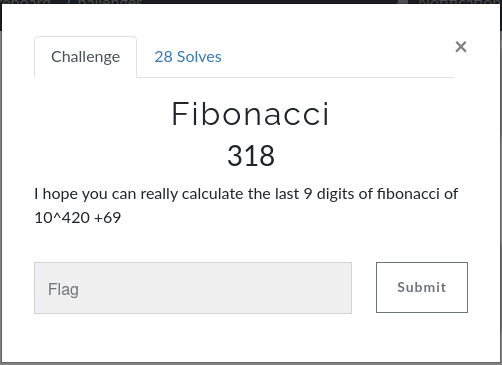 Challenge
28 Solves
×
Fibonacci
318
I hope you can really calculate the last 9 digits of fibonacci of
10^420 +69
Flag
Submit